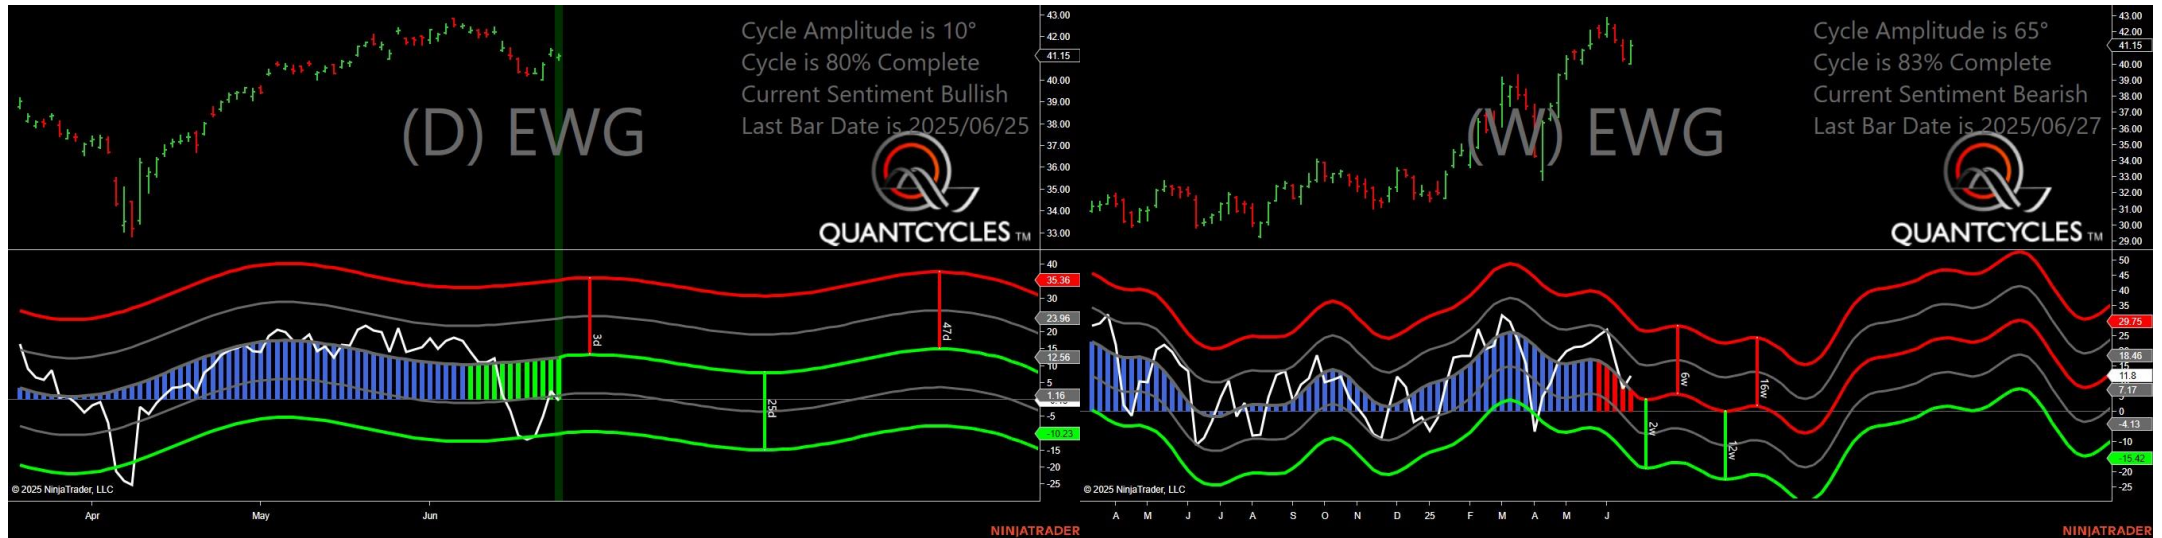 Cycle Amplitude is 10°
Cycle is 80% Complete
Current Sentiment Bullish
Last Bar Date is 2025/06/25
(D) EWG
QUANTCYCLES TM
43.00
42.00
41.15
40.00
39.00
38.00
37.00
36.00
35.00
34.00
33.00
40
35.36
30
23.96
20
15
12.56
10
5
1.16
-5
-10.23
-15
-20
-25
3d
25d
47d
© 2025 NinjaTrader, LLC
Apr
May
Jun
NINJATRADER
Cycle Amplitude is 65°
Cycle is 83% Complete
Current Sentiment Bearish
Last Bar Date is 2025/06/27
(W) EWG
QUANTCYCLES TM
43.00
42.00
41.15
40.00
39.00
38.00
37.00
36.00
35.00
34.00
33.00
32.00
31.00
30.00
29.00
50
45
40
35
29.75
25
18.46
11.8
7.17
0
-4.13
-10
-15.42
-20
-25
2w
6w
12w
16w
© 2025 NinjaTrader, LLC
A M J J A S O N D 25 F M A M J
NINJATRADER